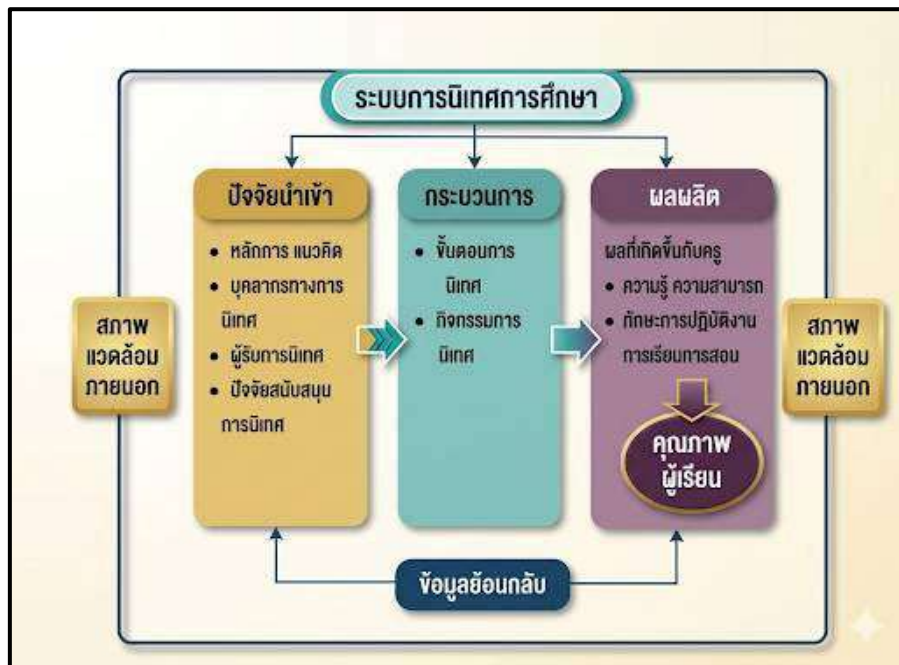 ระบบการนิเทศการศึกษา
สภาพ
แวดล้อม
ภายนอก
ปัจจัยนำเข้า
• หลักการ แนวคิด
• บุคลากรทางการ
นิเทศ
• ผู้รับการนิเทศ
• ปัจจัยสนับสนุน
การนิเทศ
กระบวนการ
• ขั้นตอนการ
นิเทศ
• กิจกรรมการ
นิเทศ
ผลผลิต
ผลที่เกิดขึ้นกับครู
• ความรู้ ความสามารถ
• ทักษะการปฏิบัติงาน
การเรียนการสอน
คุณภาพ
ผู้เรียน
สภาพ
แวดล้อม
ภายนอก
ข้อมูลย้อนกลับ